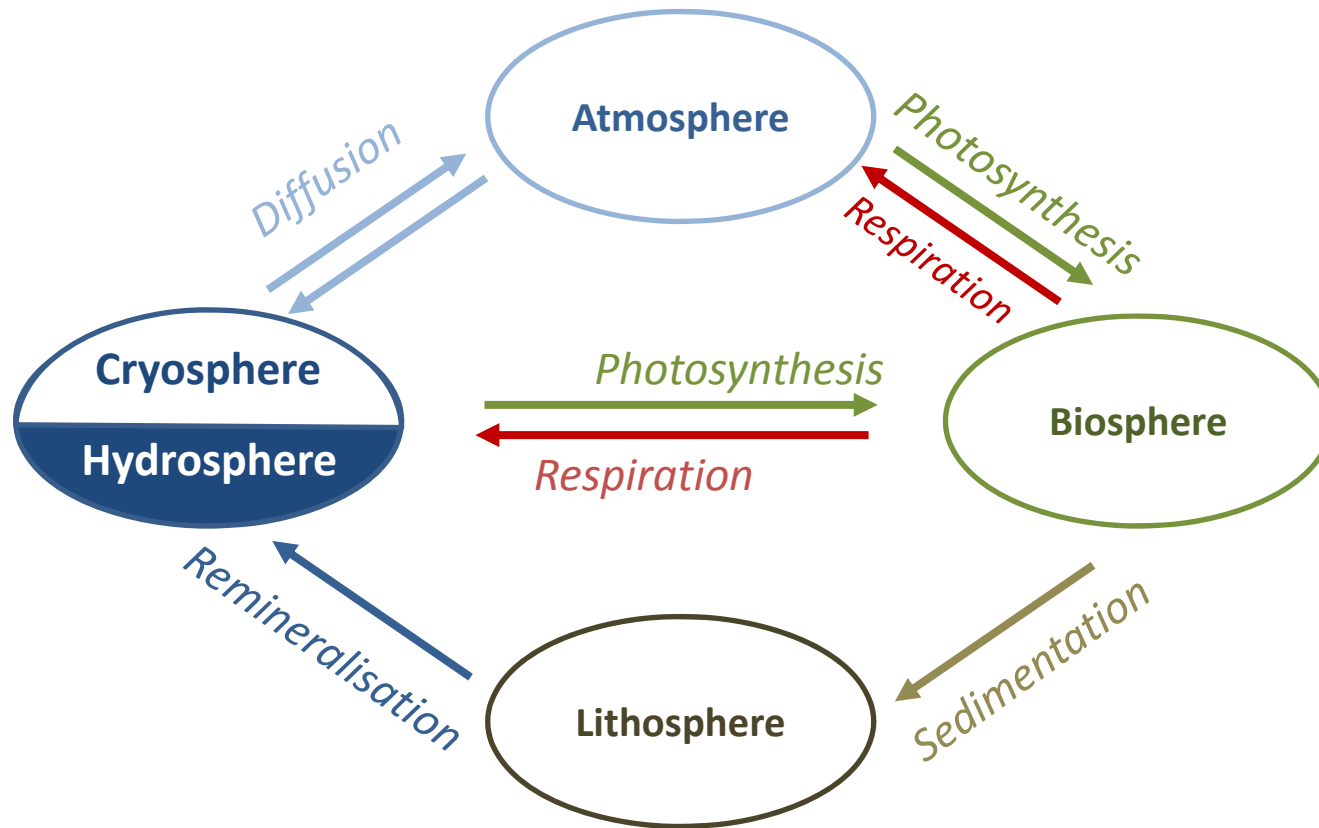 Atmosphere
Diffusion
Photosynthesis
Respiration
Cryosphere
Hydrosphere
Photosynthesis
Respiration
Biosphere
Remineralisation
Lithosphere
Sedimentation